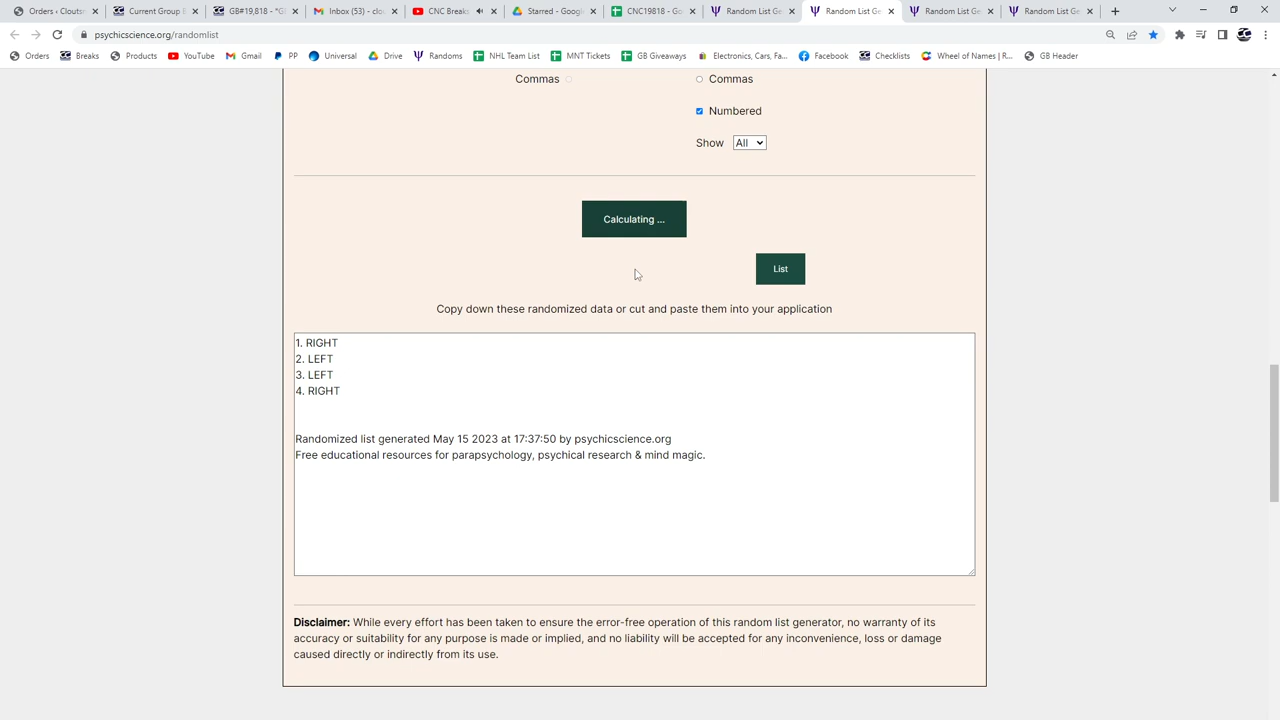 Orders ‹ Clouts
Current Group
GB#19,818 - *G
Inbox (53) - clou
CNC Breaks
Starred - Google
CNC19818 - Go
Random List Ge
Random List Ge
Random List Ge
Random List Ge
psychicscience.org/randomlist
Orders Breaks Products YouTube Gmail PP Universal Drive Randoms NHL Team List MNT Tickets GB Giveaways Electronics, Cars, Fa... Facebook Checklists Wheel of Names | R... GB Header
Commas Commas
Numbered
Show All
Calculating ...
List
Copy down these randomized data or cut and paste them into your application
1. RIGHT
2. LEFT
3. LEFT
4. RIGHT
Randomized list generated May 15 2023 at 17:37:50 by psychicscience.org
Free educational resources for parapsychology, psychical research & mind magic.
Disclaimer: While every effort has been taken to ensure the error-free operation of this random list generator, no warranty of its
accuracy or suitability for any purpose is made or implied, and no liability will be accepted for any inconvenience, loss or damage
caused directly or indirectly from its use.